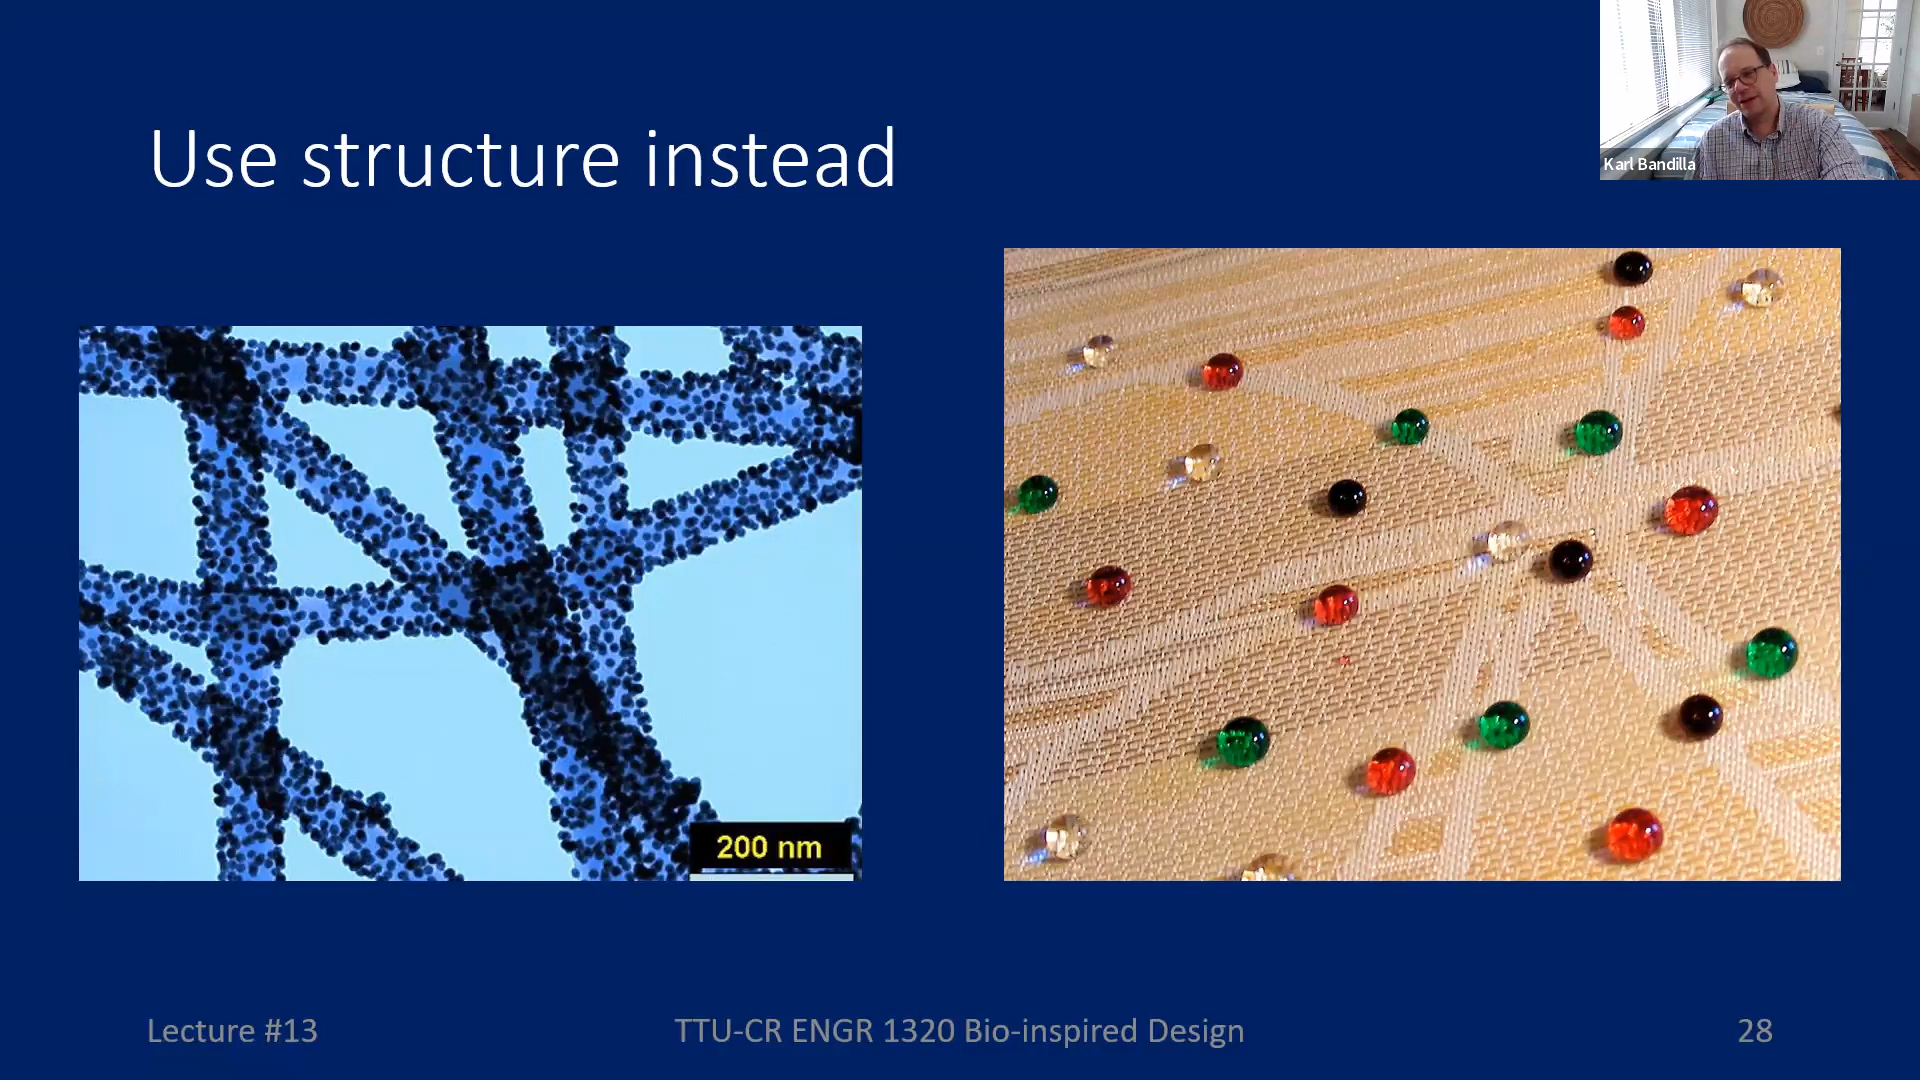 Use structure instead
Karl Bandilla
200 nm
Lecture #13
TTU-CR ENGR 1320 Bio-inspired Design
28